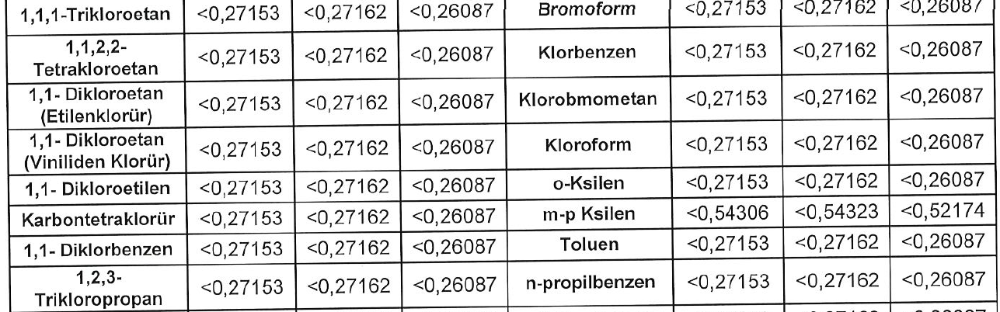 1,1,1-Trikloroetan <0,27153 <0,27162 <0,26087 Bromoform <0,27153 <0,27162 <0,26087
1,1,2,2-
Tetrakloroetan <0,27153 <0,27162 <0,26087 Klorbenzen <0,27153 <0,27162 <0,26087
1,1- Dikloroetan
(Etilenklorür) <0,27153 <0,27162 <0,26087 Klorobmometan <0,27153 <0,27162 <0,26087
1,1- Dikloroetan
(Viniliden Klorür) <0,27153 <0,27162 <0,26087 Kloroform <0,27153 <0,27162 <0,26087
1,1- Dikloroetilen <0,27153 <0,27162 <0,26087 o-Ksilen <0,27153 <0,27162 <0,26087
Karbontetraklorür <0,27153 <0,27162 <0,26087 m-p Ksilen <0,54306 <0,54323 <0,52174
1,1- Diklorbenzen <0,27153 <0,27162 <0,26087 Toluen <0,27153 <0,27162 <0,26087
1,2,3-
Trikloropropan <0,27153 <0,27162 <0,26087 n-propilbenzen <0,27153 <0,27162 <0,26087